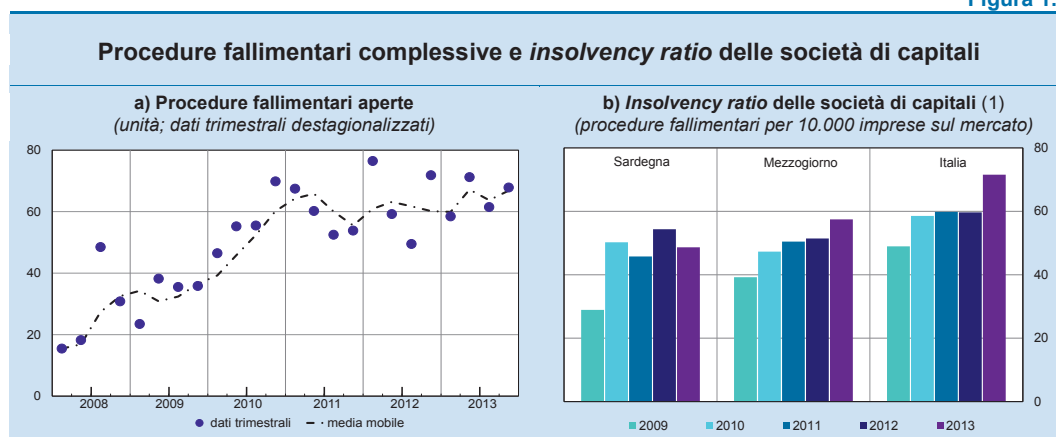 Figura 1.
Procedure fallimentari complessive e insolvency ratio delle società di capitali
a) Procedure fallimentari aperte
(unità; dati trimestrali destagionalizzati)
80
60
40
20
0
2008 2009 2010 2011 2012 2013
dati trimestrali media mobile
b) Insolvency ratio delle società di capitali (1)
(procedure fallimentari per 10.000 imprese sul mercato)
Sardegna Mezzogiorno Italia
80
60
40
20
0
2009 2010 2011 2012 2013